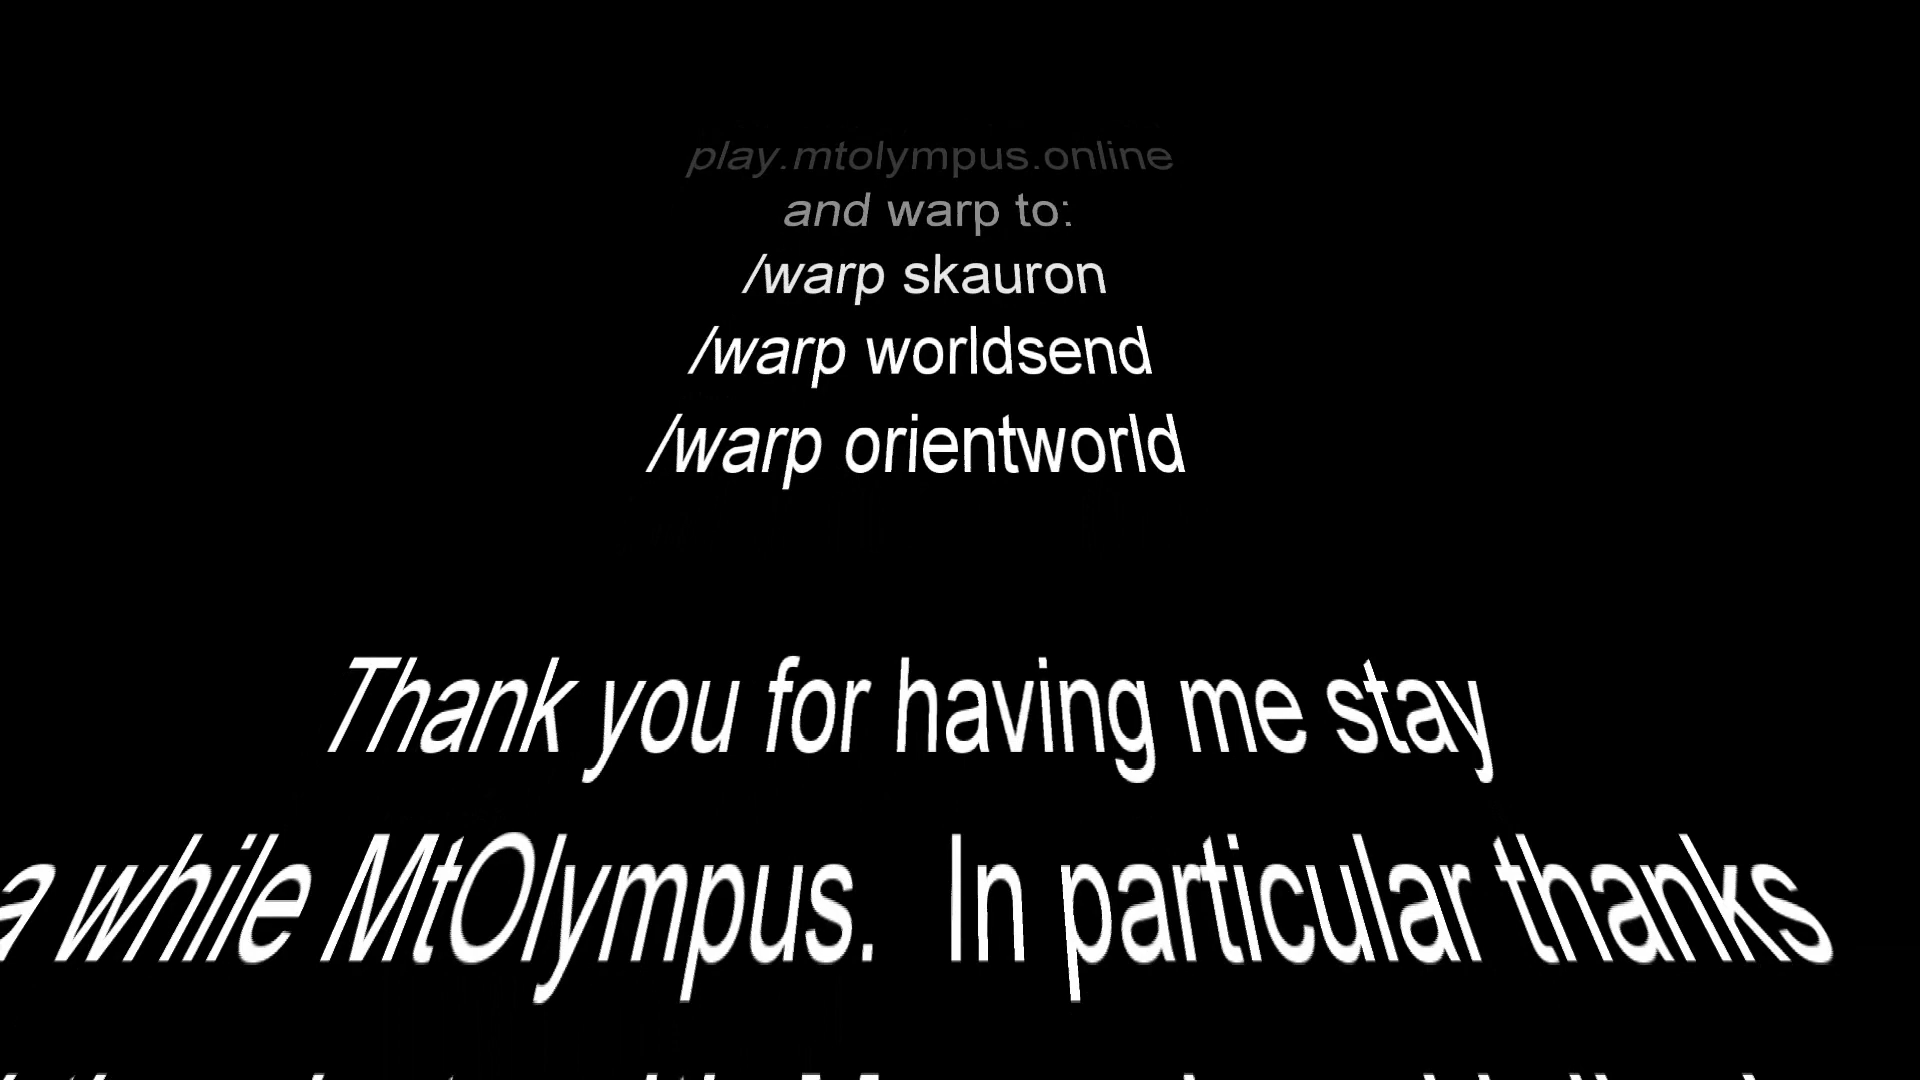 play.mtolympus.online
and warp to:
/warp skauron
/warp worldsend
/warp orientworld
Thank you for having me stay
a while MtOlympus.  In particular thanks